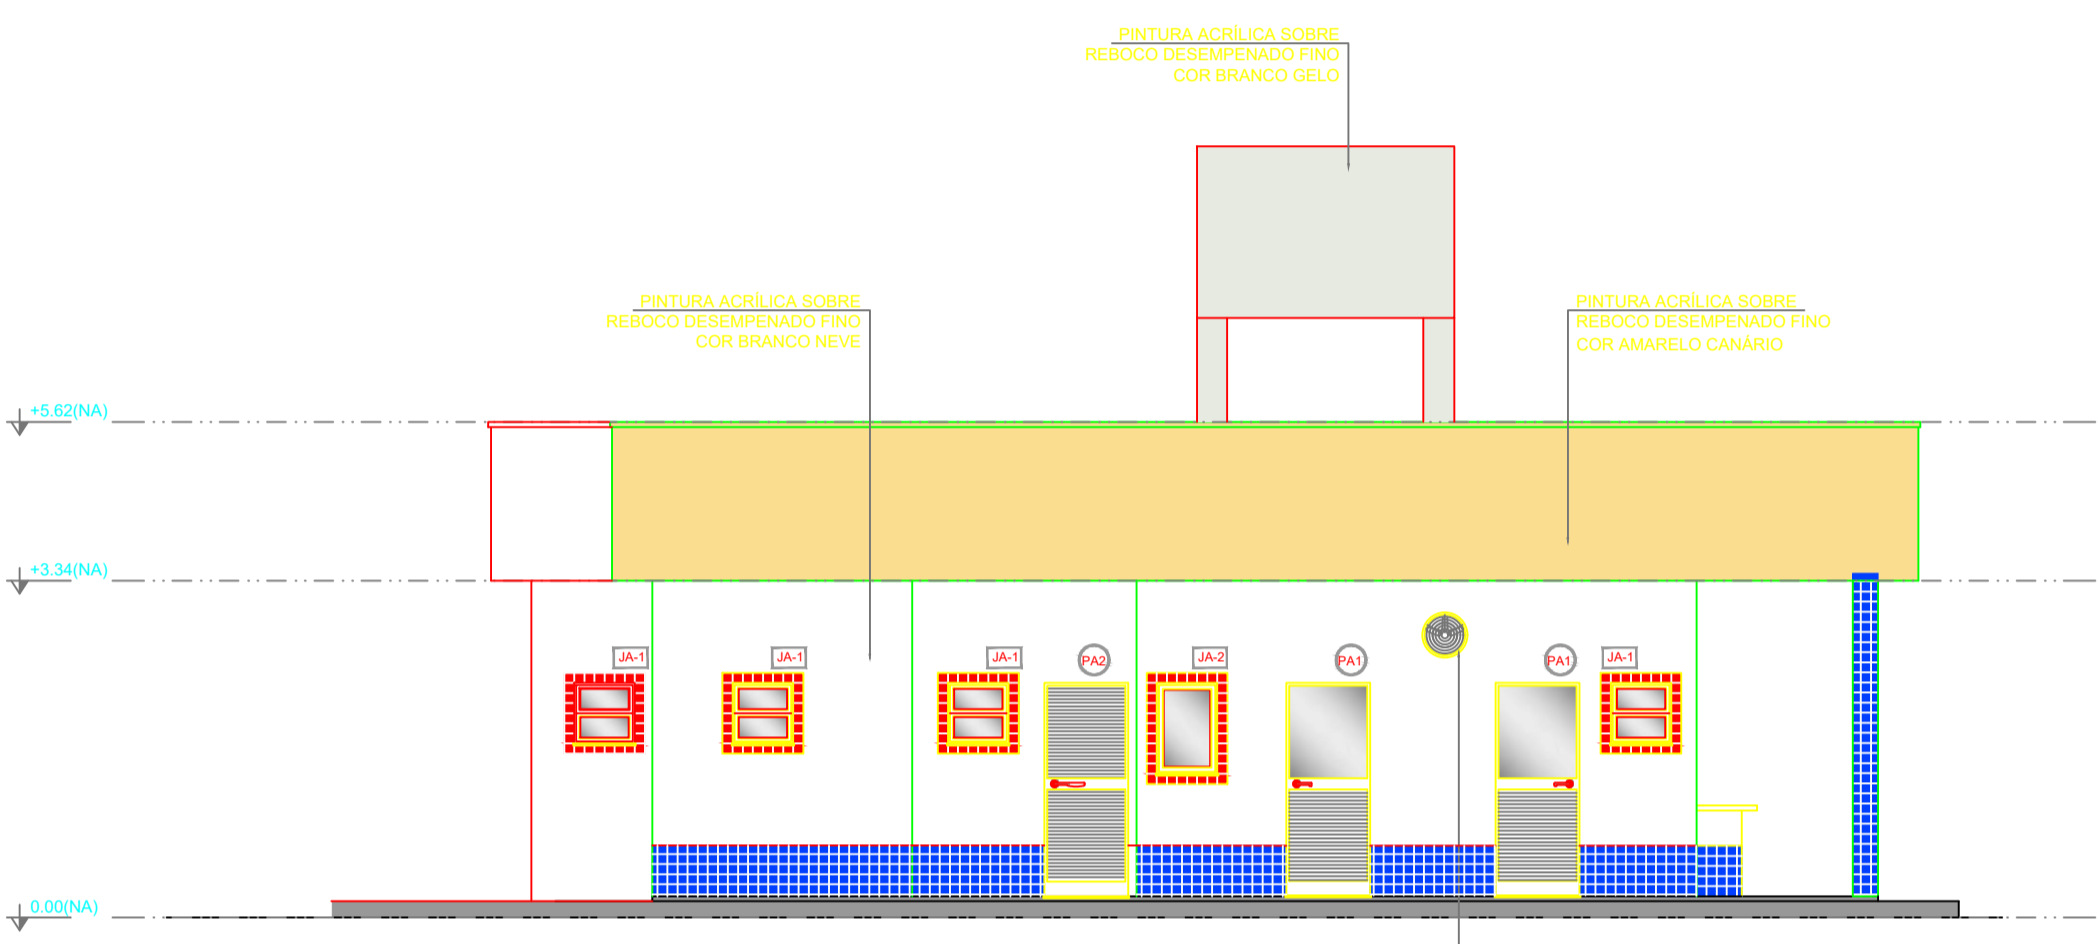 PINTURA ACRÍLICA SOBRE
REBOCO DESEMPENADO FINO
COR BRANCO GELO
PINTURA ACRÍLICA SOBRE
REBOCO DESEMPENADO FINO
COR BRANCO NEVE
PINTURA ACRÍLICA SOBRE
REBOCO DESEMPENADO FINO
COR AMARELO CANÁRIO
+5.62(NA)
+3.34(NA)
JA-1
JA-1
JA-1
PA2
JA-2
PA1
PA1
JA-1
0.00(NA)